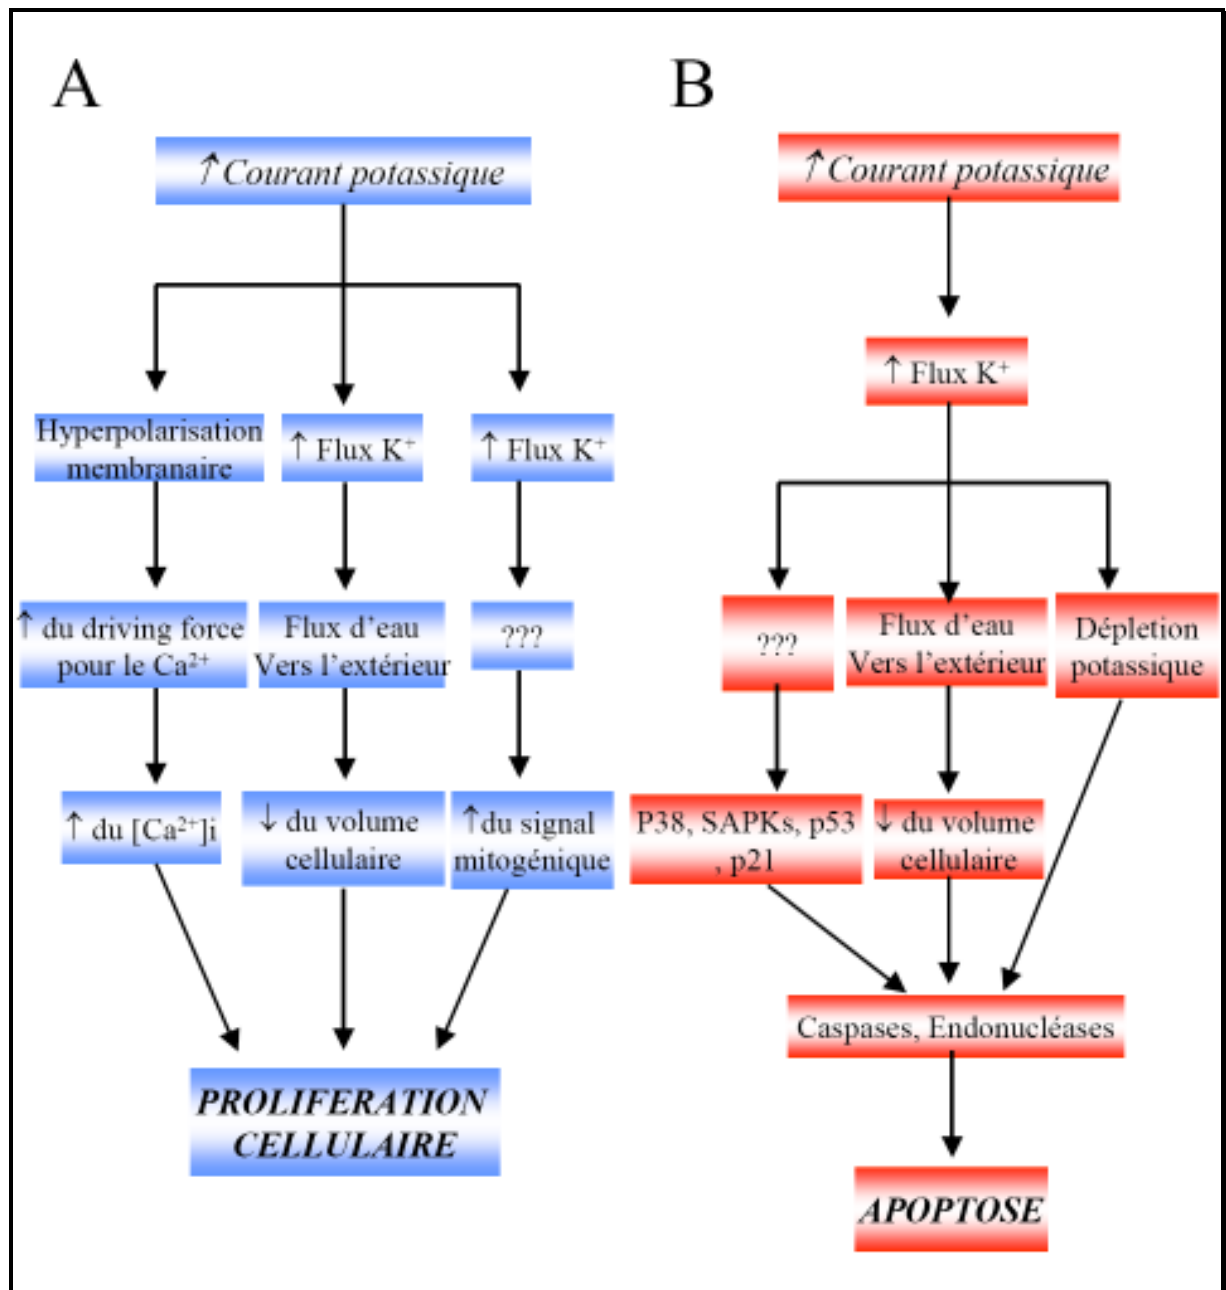 A
↑ Courant potassique
Hyperpolarisation
membranaire
↑ Flux K⁺
↑ Flux K⁺
↑ du driving force
pour le Ca²⁺
Flux d’eau
Vers l’extérieur
???
↑ du [Ca²⁺]i
↓ du volume
cellulaire
↑du signal
mitogénique
PROLIFERATION
CELLULAIRE
B
↑ Courant potassique
↑ Flux K⁺
???
Flux d’eau
Vers l’extérieur
Dépletion
potassique
P38, SAPKs, p53
, p21
↓ du volume
cellulaire
Caspases, Endonucléases
APOPTOSE